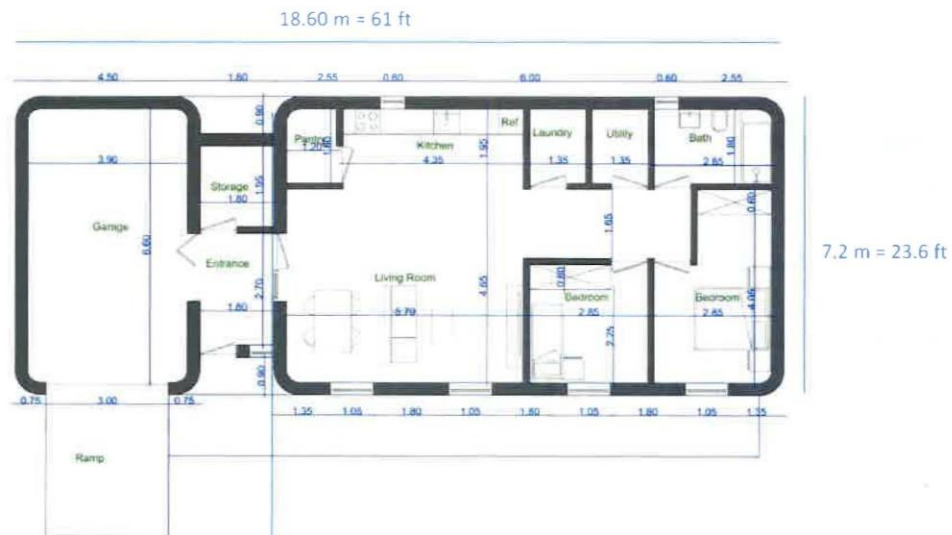 18.60 m = 61 ft
4.50 1.80 2.55 0.60 6.00 0.60 2.55
0.90
Pantry
1.20
1.80
Kitchen
4.35
Ref
1.95
Laundry
1.35
Utility
1.35
Bath
2.85
1.80
3.90
Storage
1.80
1.95
0.60
Garage
6.60
1.65
7.2 m = 23.6 ft
Entrance
2.70
1.80
Living Room
4.65
5.70
0.60
Bedroom
2.85
2.25
Bedroom
2.85
4.05
0.90
0.75 3.00 0.75
1.35 1.05 1.80 1.05 1.80 1.05 1.80 1.05 1.35
Ramp